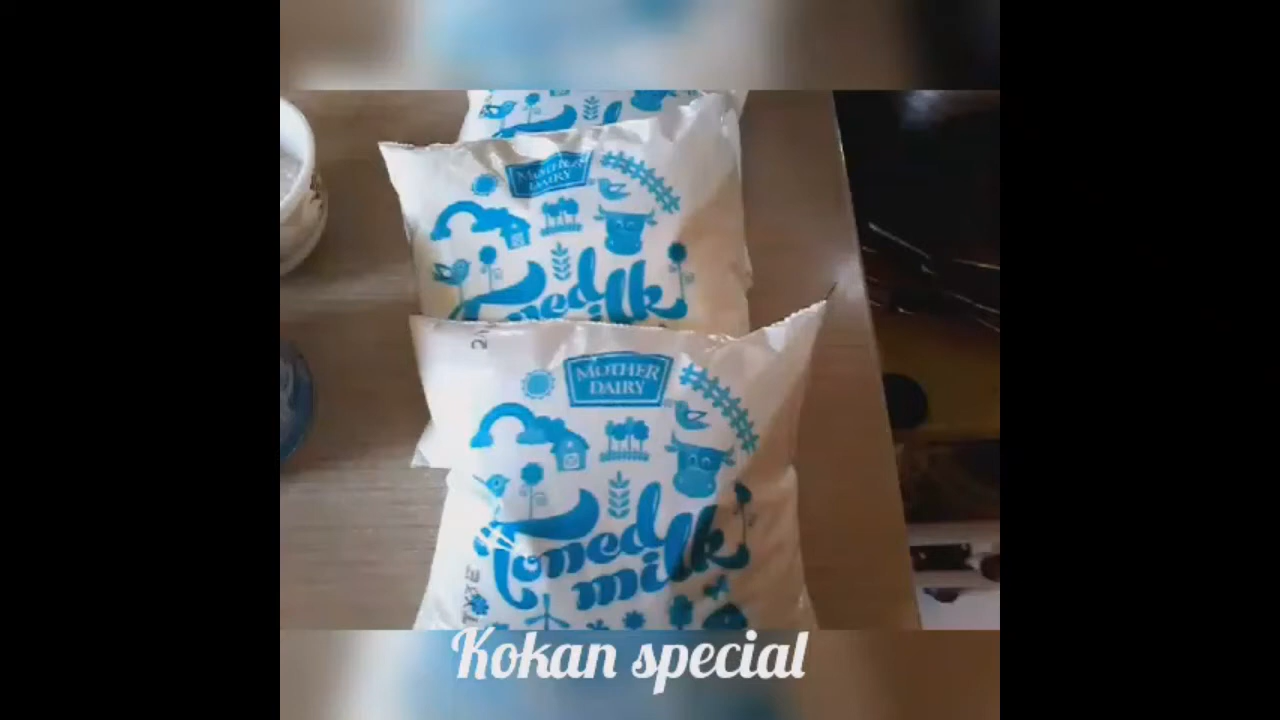 MOTHER
DAIRY
Toned
milk
MOTHER
DAIRY
Toned
milk
Kokan special